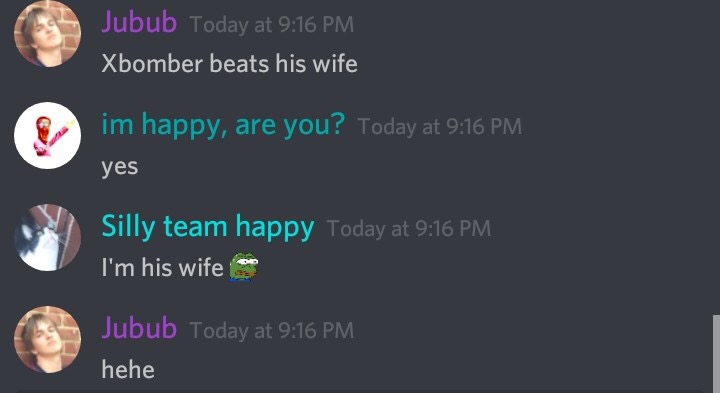 Jubub Today at 9:16 PM
Xbomber beats his wife
im happy, are you? Today at 9:16 PM
yes
Silly team happy Today at 9:16 PM
I'm his wife
Jubub Today at 9:16 PM
hehe